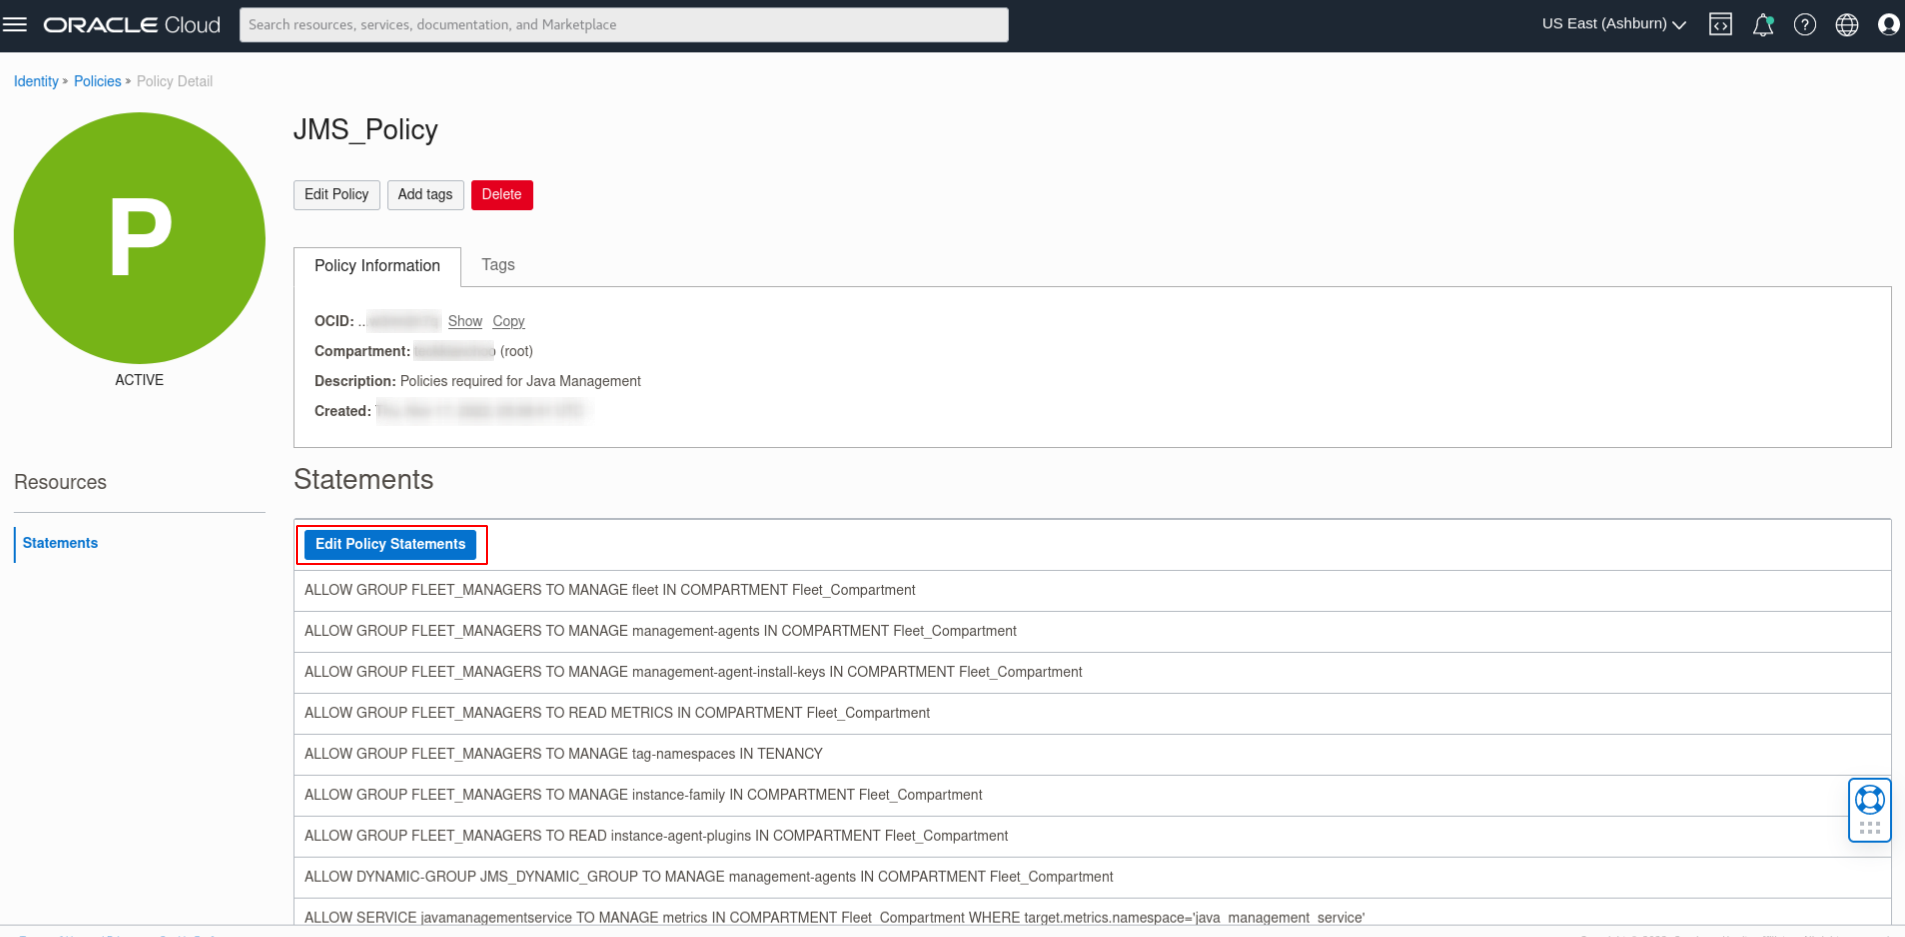 ORACLE Cloud
Search resources, services, documentation, and Marketplace
US East (Ashburn)
Identity » Policies » Policy Detail
P
ACTIVE
JMS_Policy
Edit Policy Add tags Delete
Policy Information Tags
OCID: .. Show Copy
Compartment: (root)
Description: Policies required for Java Management
Created:
Resources
Statements
Statements
Edit Policy Statements
ALLOW GROUP FLEET_MANAGERS TO MANAGE fleet IN COMPARTMENT Fleet_Compartment
ALLOW GROUP FLEET_MANAGERS TO MANAGE management-agents IN COMPARTMENT Fleet_Compartment
ALLOW GROUP FLEET_MANAGERS TO MANAGE management-agent-install-keys IN COMPARTMENT Fleet_Compartment
ALLOW GROUP FLEET_MANAGERS TO READ METRICS IN COMPARTMENT Fleet_Compartment
ALLOW GROUP FLEET_MANAGERS TO MANAGE tag-namespaces IN TENANCY
ALLOW GROUP FLEET_MANAGERS TO MANAGE instance-family IN COMPARTMENT Fleet_Compartment
ALLOW GROUP FLEET_MANAGERS TO READ instance-agent-plugins IN COMPARTMENT Fleet_Compartment
ALLOW DYNAMIC-GROUP JMS_DYNAMIC_GROUP TO MANAGE management-agents IN COMPARTMENT Fleet_Compartment
ALLOW SERVICE javamanagementservice TO MANAGE metrics IN COMPARTMENT Fleet_Compartment WHERE target.metrics.namespace='java_management_service'